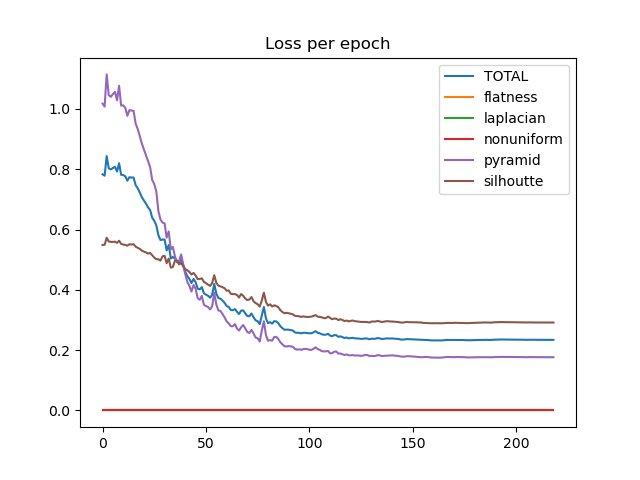 Loss per epoch
TOTAL
flatness
laplacian
nonuniform
pyramid
silhoutte
1.0
0.8
0.6
0.4
0.2
0.0
0
50
100
150
200